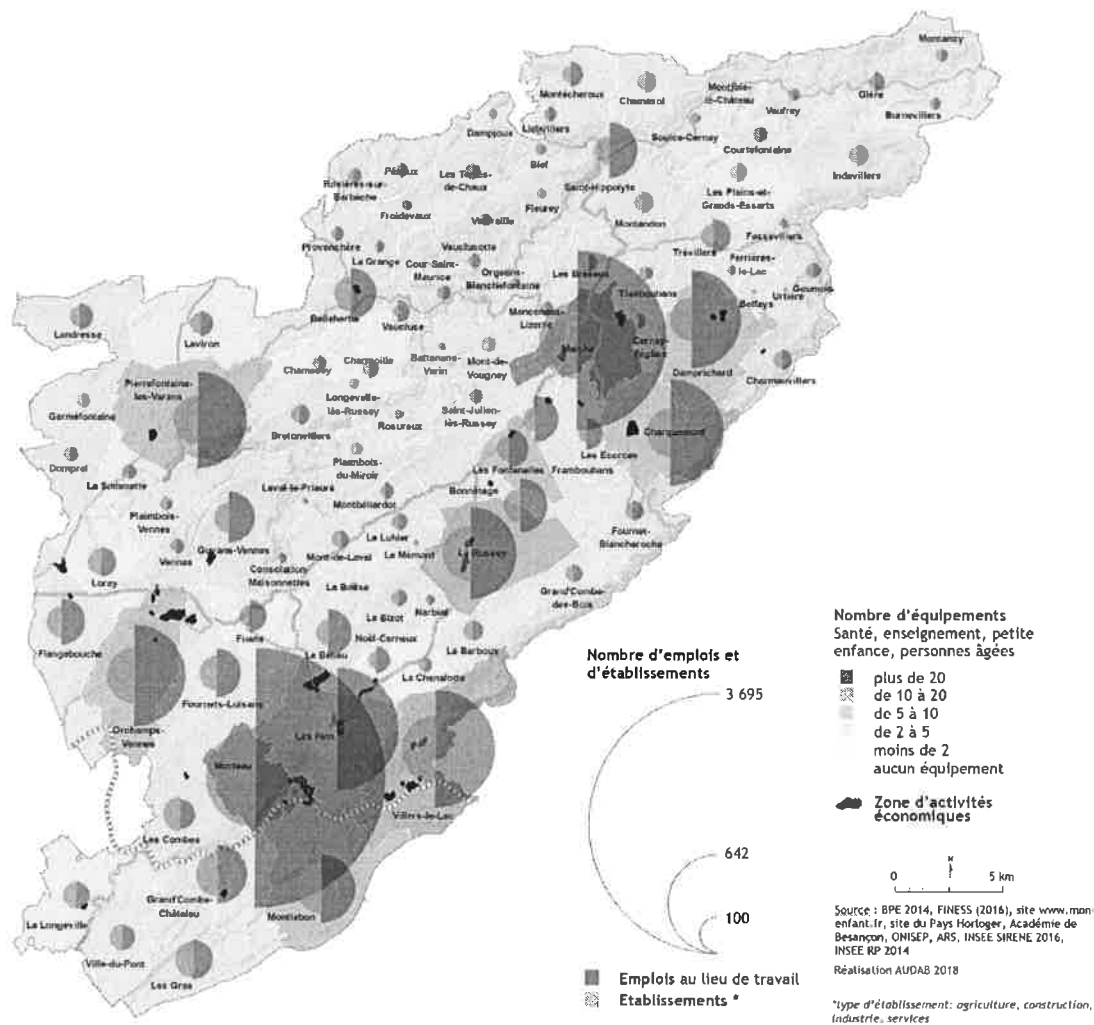 Montancy
Montécheroux
Chamesol
Montjoie-
le-Château
Vaufrey
Glère
Burnevillers
Dampjoux
Liebvillers
Soulce-Cernay
Courtefontaine
Bief
Indevillers
Rosières-sur-
Barbèche
Péseux
Les Terres-
de-Chaux
Saint-Hippolyte
Les Plains-et-
Grands-Essarts
Froidevaux
Fleurey
Valoreille
Montandon
Fessevillers
Provenchère
La Grange
Vauclusotte
Trévillers
Cour-Saint-
Maurice
Orgeans-
Blanchefontaine
Les Bréseux
Ferrières-
le-Lac
Thiébouhans
Goumois
Urtière
Belfays
Belleherbe
Vaucluse
Mancenans-
Lizerne
Landresse
Laviron
Maîche
Cernay-
l'Eglise
Damprichard
Charmauvillers
Pierrefontaine-
les-Varans
Chamesey
Charmoille
Battenans-
Varin
Mont-de-
Vougney
Germéfontaine
Longevelle-
lès-Russey
Saint-Julien-
lès-Russey
Bretonvillers
Rosureux
Charquemont
Plaimbois-
du-Miroir
Les Ecorces
Domprel
La Sommette
Les Fontenelles
Frambouhans
Laval-le-Prieuré
Montbéliardot
Bonnétage
Plaimbois-
Vennes
Fournet-
Blancheroche
Guyans-Vennes
Le Luhier
Vennes
Mont-de-Laval
Le Mémont
Le Russey
Loray
Consolation-
Maisonnettes
La Bosse
Grand'Combe-
des-Bois
Le Bizot
Narbief
Flangebouche
Fuans
Noël-Cerneux
Le Bélieu
La Barboux
La Chenalotte
Fournets-Luisans
Orchamps-
Vennes
Les Fins
Morteau
Villers-le-Lac
Les Combes
Grand'Combe-
Châteleu
Montlebon
La Longeville
Ville-du-Pont
Les Gras
Nombre d'emplois et
d'établissements
3 695
642
100
Emplois au lieu de travail
Etablissements *
Nombre d'équipements
Santé, enseignement, petite
enfance, personnes âgées
plus de 20
de 10 à 20
de 5 à 10
de 2 à 5
moins de 2
aucun équipement
Zone d'activités
économiques
N
0 5 km
Source : BPE 2014, FINESS (2016), site www.mon-
enfant.fr, site du Pays Horloger, Académie de
Besançon, ONISEP, ARS, INSEE SIRENE 2016,
INSEE RP 2014
Réalisation AUDAB 2018
*type d'établissement: agriculture, construction,
industrie, services